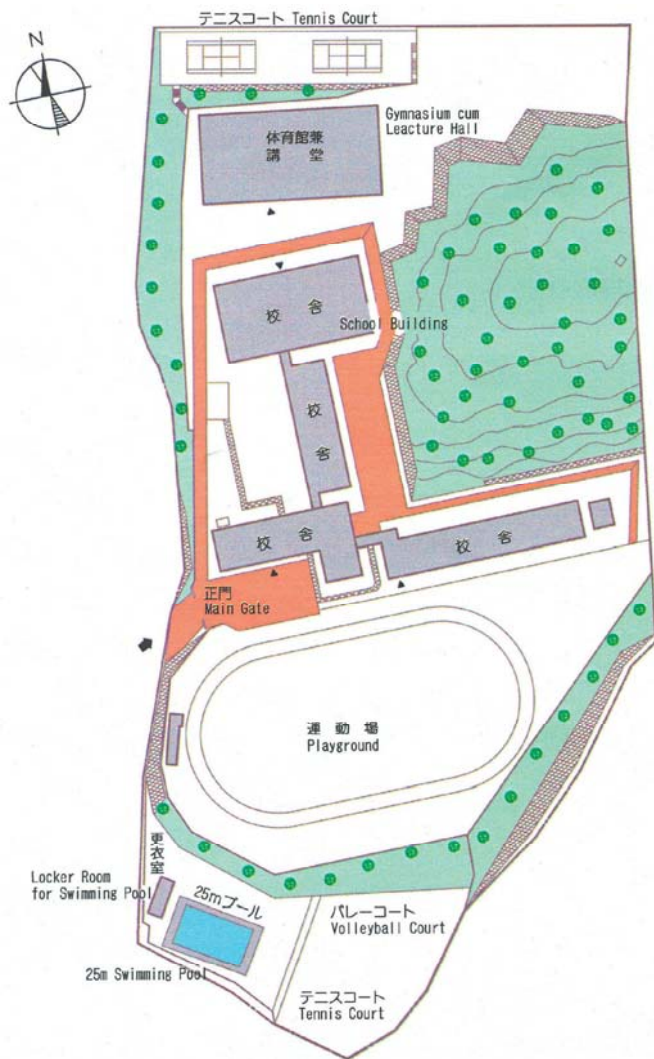 テニスコート Tennis Court
N
Gymnasium cum
Leacture Hall
体育館兼
講 堂
校 舎
School Building
校
舎
校 舎
校 舎
正門
Main Gate
運 動 場
Playground
更衣室
Locker Room
for Swimming Pool
25mプール
25m Swimming Pool
バレーコート
Volleyball Court
テニスコート
Tennis Court